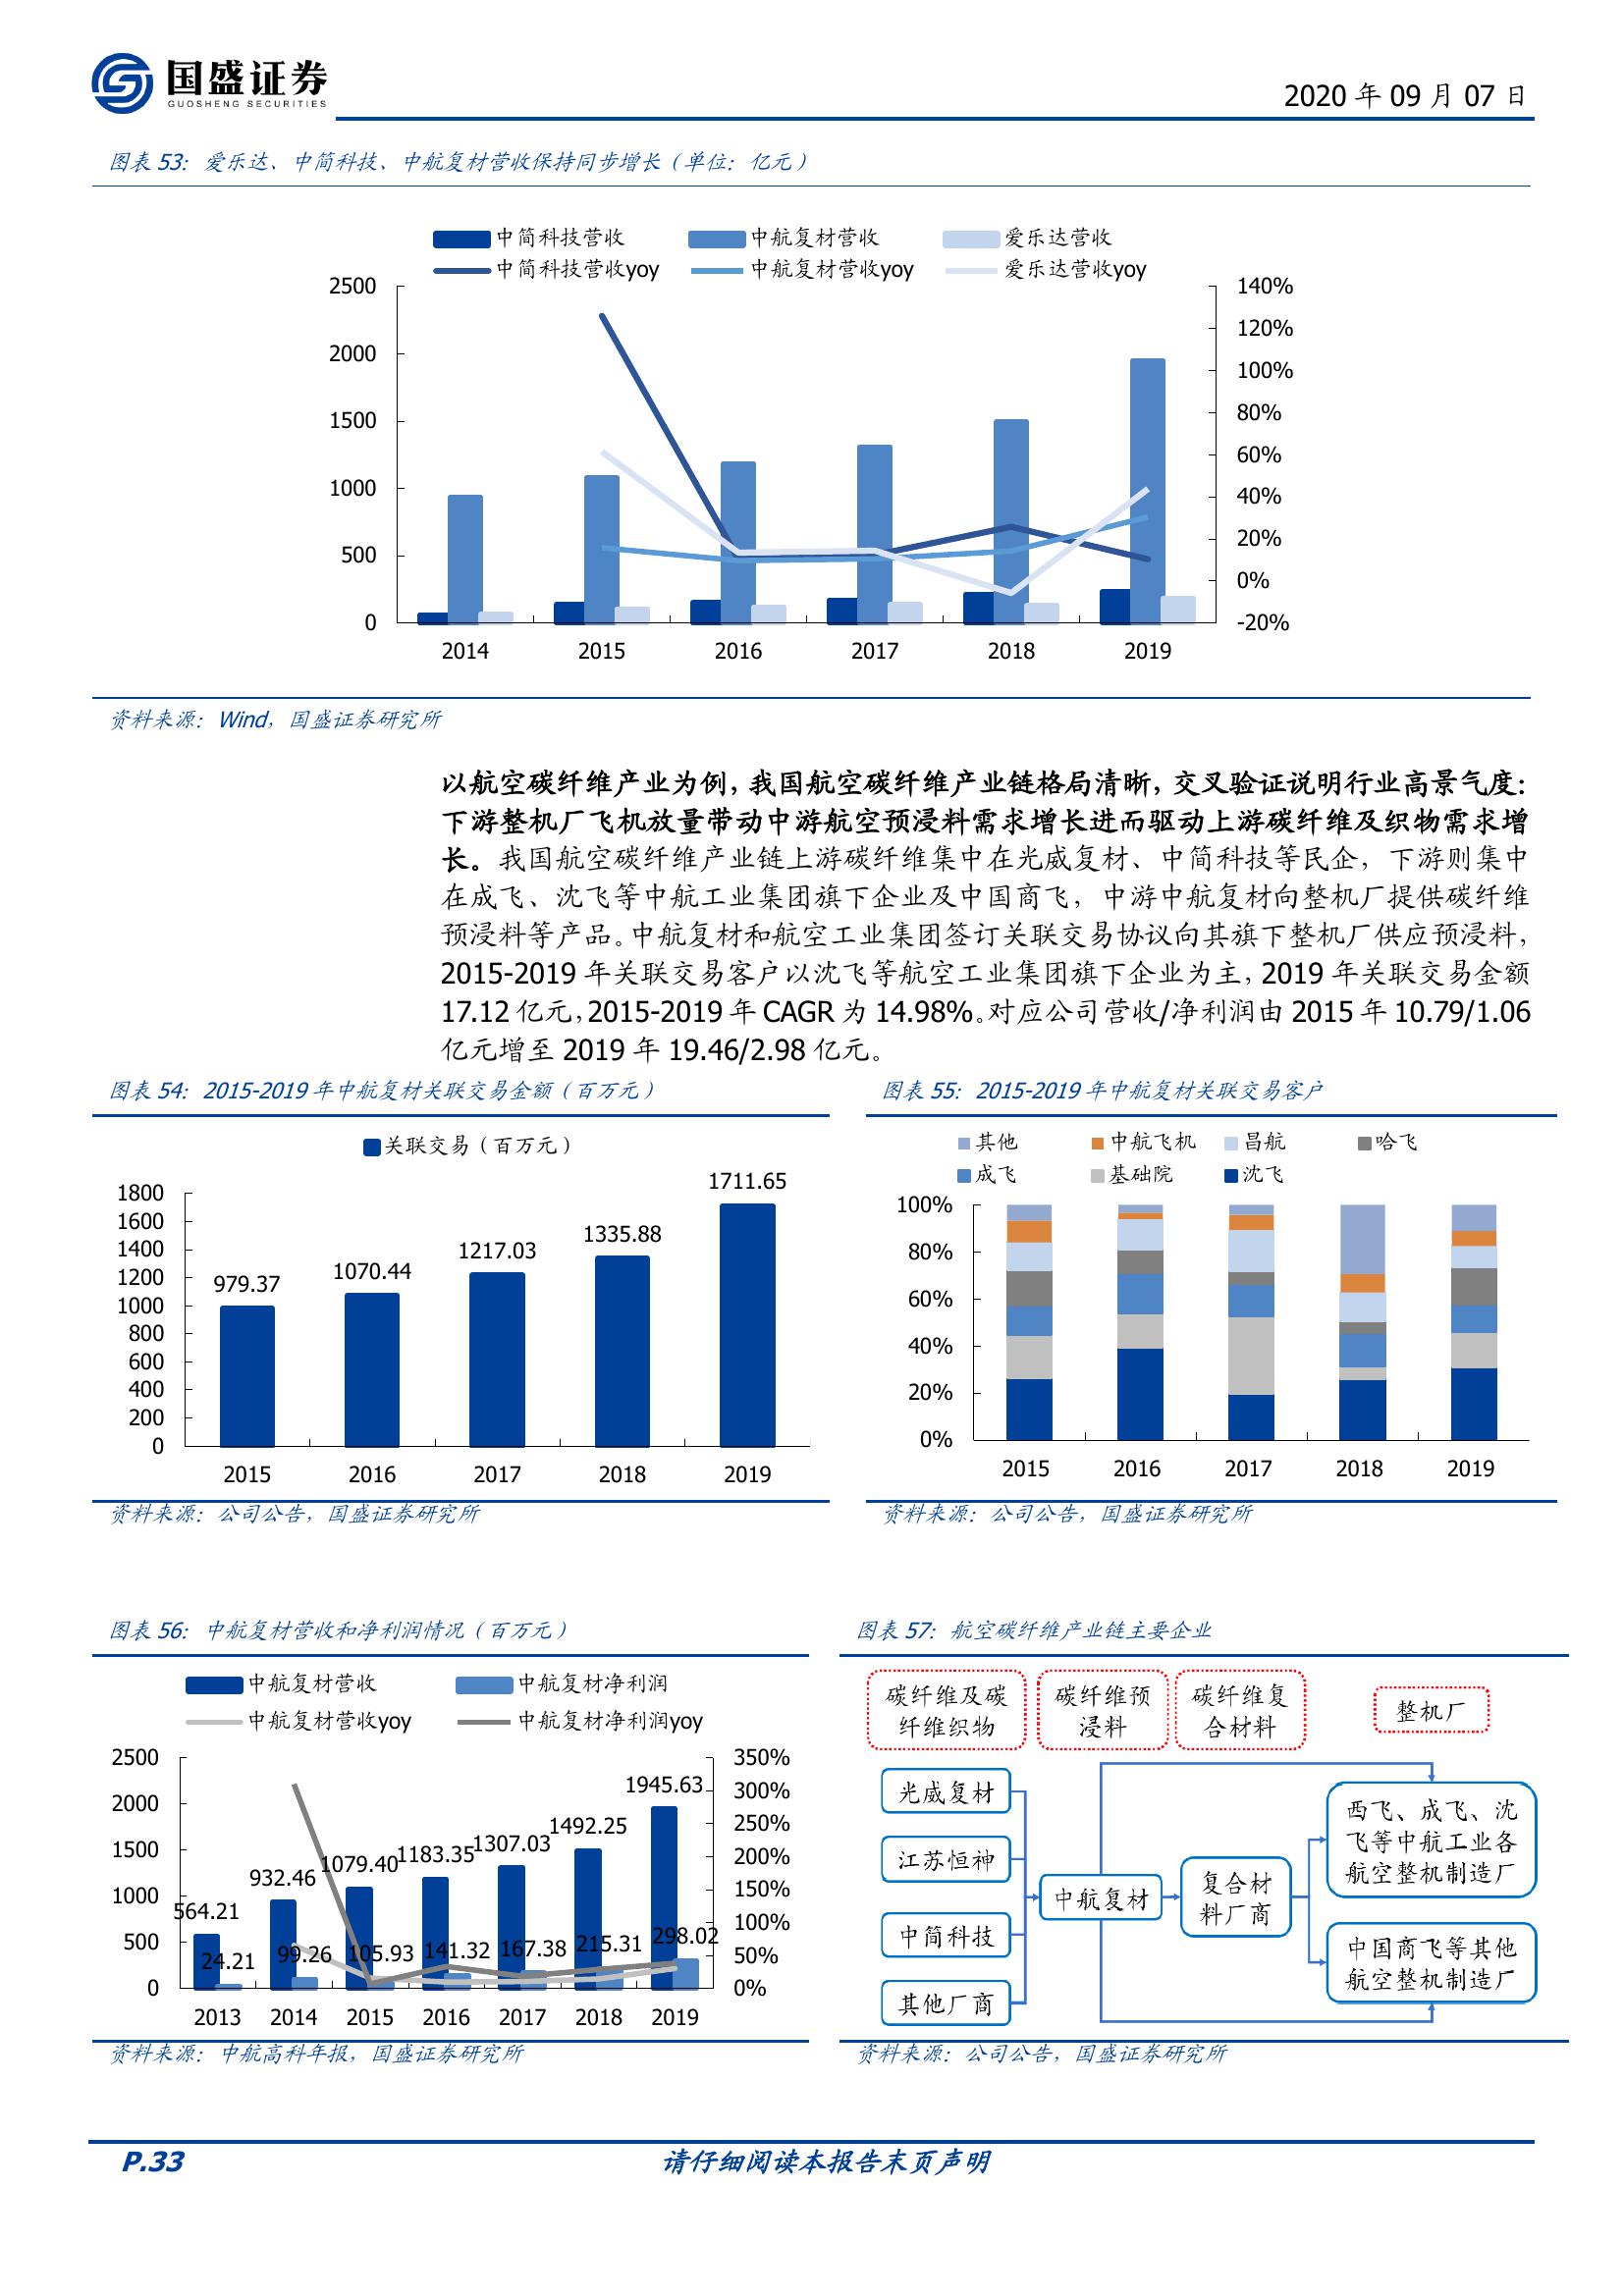 国盛证券
GUOSHENG SECURITIES
2020 年 09 月 07 日
图表 53：爱乐达、中简科技、中航复材营收保持同步增长（单位：亿元）
中简科技营收 中航复材营收 爱乐达营收
中简科技营收yoy 中航复材营收yoy 爱乐达营收yoy
2500 140%
120%
2000
100%
1500 80%
60%
1000
40%
500 20%
0%
0 -20%
2014 2015 2016 2017 2018 2019
资料来源：Wind，国盛证券研究所
以航空碳纤维产业为例，我国航空碳纤维产业链格局清晰，交叉验证说明行业高景气度：
下游整机厂飞机放量带动中游航空预浸料需求增长进而驱动上游碳纤维及织物需求增
长。我国航空碳纤维产业链上游碳纤维集中在光威复材、中简科技等民企，下游则集中
在成飞、沈飞等中航工业集团旗下企业及中国商飞，中游中航复材向整机厂提供碳纤维
预浸料等产品。中航复材和航空工业集团签订关联交易协议向其旗下整机厂供应预浸料，
2015-2019 年关联交易客户以沈飞等航空工业集团旗下企业为主，2019 年关联交易金额
17.12 亿元，2015-2019 年 CAGR 为 14.98%。对应公司营收/净利润由 2015 年 10.79/1.06
亿元增至 2019 年 19.46/2.98 亿元。
图表 54：2015-2019 年中航复材关联交易金额（百万元）
关联交易（百万元）
1800
1600
1400
1200
1000
800
600
400
200
0
979.37 1070.44 1217.03 1335.88 1711.65
2015 2016 2017 2018 2019
资料来源：公司公告，国盛证券研究所
图表 55：2015-2019 年中航复材关联交易客户
其他 中航飞机 昌航 哈飞
成飞 基础院 沈飞
100%
80%
60%
40%
20%
0%
2015 2016 2017 2018 2019
资料来源：公司公告，国盛证券研究所
图表 56：中航复材营收和净利润情况（百万元）
中航复材营收 中航复材净利润
中航复材营收yoy 中航复材净利润yoy
2500
2000
1500
1000
500
0
350%
300%
250%
200%
150%
100%
50%
0%
564.21 932.46 1079.40 1183.35 1307.03 1492.25 1945.63
24.21 99.26 105.93 141.32 167.38 215.31 298.02
2013 2014 2015 2016 2017 2018 2019
资料来源：中航高科年报，国盛证券研究所
图表 57：航空碳纤维产业链主要企业
碳纤维及碳
纤维织物
碳纤维预
浸料
碳纤维复
合材料
整机厂
光威复材
江苏恒神
中简科技
其他厂商
中航复材
复合材
料厂商
西飞、成飞、沈
飞等中航工业各
航空整机制造厂
中国商飞等其他
航空整机制造厂
资料来源：公司公告，国盛证券研究所
P.33
请仔细阅读本报告末页声明